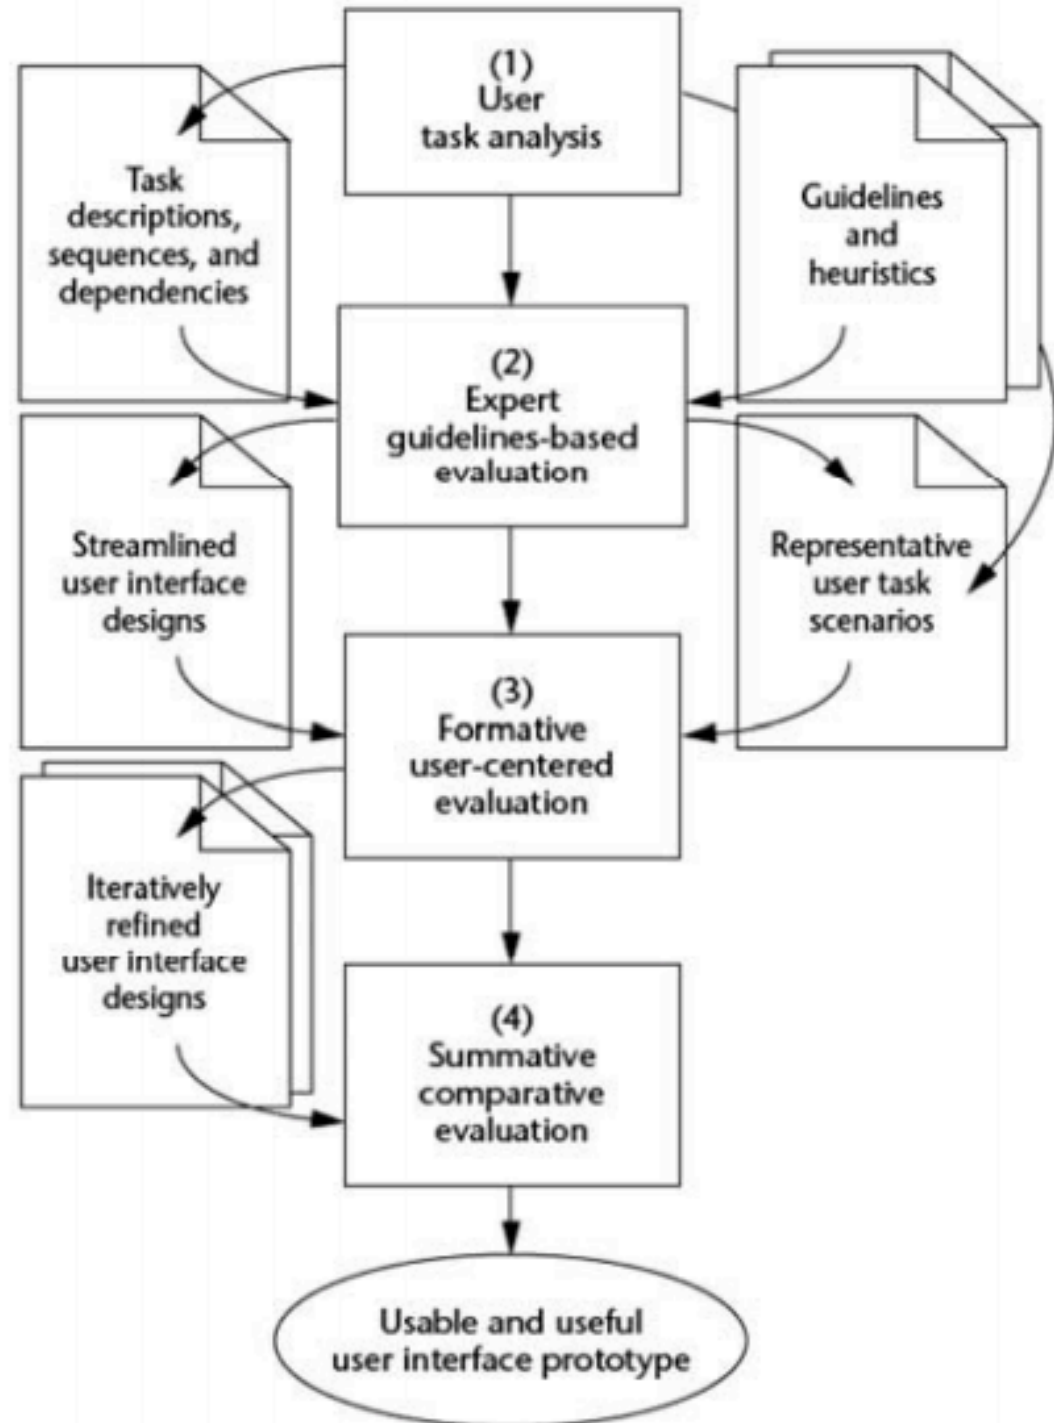 (1)
User
task analysis
Task
descriptions,
sequences, and
dependencies
Guidelines
and
heuristics
(2)
Expert
guidelines-based
evaluation
Streamlined
user interface
designs
Representative
user task
scenarios
(3)
Formative
user-centered
evaluation
Iteratively
refined
user interface
designs
(4)
Summative
comparative
evaluation
Usable and useful
user interface prototype